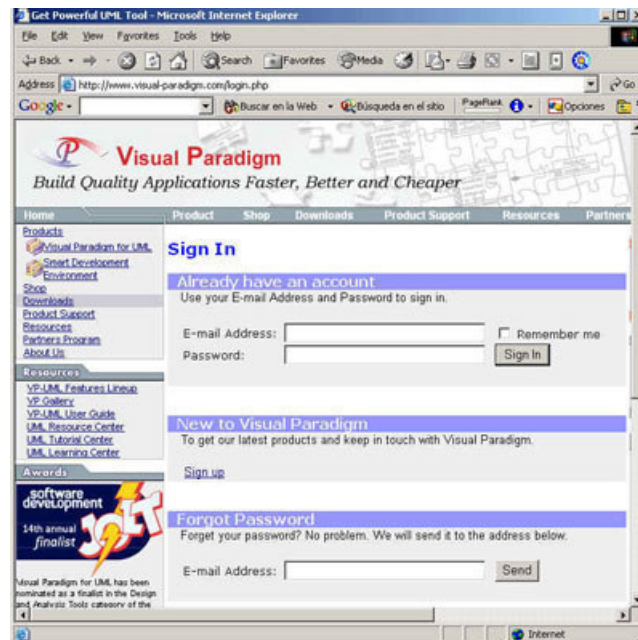 Get Powerful UML Tool - Microsoft Internet Explorer
File Edit View Favorites Tools Help
Back Search Favorites Media
Address http://www.visual-paradigm.com/login.php Go
Google Buscar en la Web Búsqueda en el sitio PageRank Opciones
Visual Paradigm
Build Quality Applications Faster, Better and Cheaper
Home Product Shop Downloads Product Support Resources Partners
Products
Visual Paradigm for UML
Smart Development
Environment
Shop
Downloads
Product Support
Resources
Partners Program
About Us
Resources
VP-UML Features Lineup
VP Gallery
VP-UML User Guide
UML Resource Center
UML Tutorial Center
UML Learning Center
Awards
software
development
14th annual
finalist
JOLT
Visual Paradigm for UML has been
nominated as a finalist in the Design
and Analysis Tools category of the
Sign In
Already have an account
Use your E-mail Address and Password to sign in.
E-mail Address: Remember me
Password: Sign In
New to Visual Paradigm
To get our latest products and keep in touch with Visual Paradigm.
Sign up
Forgot Password
Forget your password? No problem. We will send it to the address below.
E-mail Address: Send
Internet